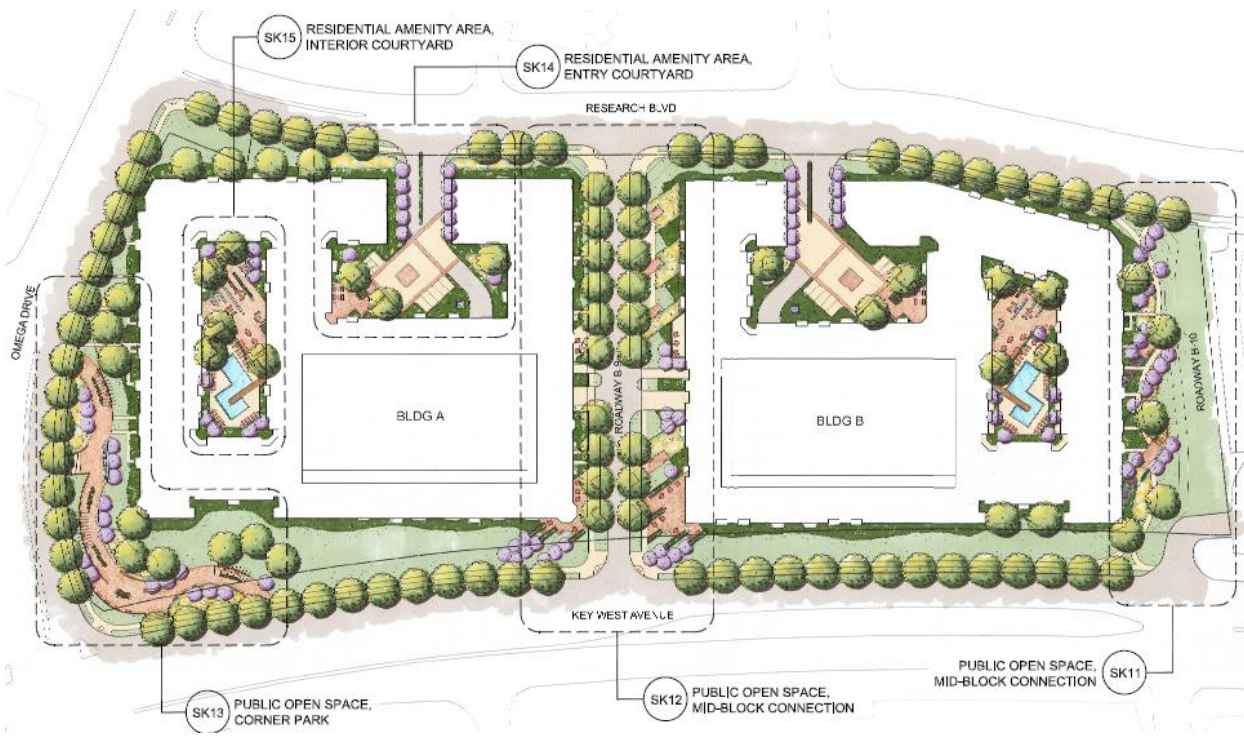 SK15
RESIDENTIAL AMENITY AREA,
INTERIOR COURTYARD
SK14
RESIDENTIAL AMENITY AREA,
ENTRY COURTYARD
RESEARCH BLVD
OMEGA DRIVE
BLDG A
ROADWAY B-9
BLDG B
ROADWAY B-10
KEY WEST AVENUE
SK13
PUBLIC OPEN SPACE,
CORNER PARK
SK12
PUBLIC OPEN SPACE,
MID-BLOCK CONNECTION
PUBLIC OPEN SPACE,
MID-BLOCK CONNECTION
SK11